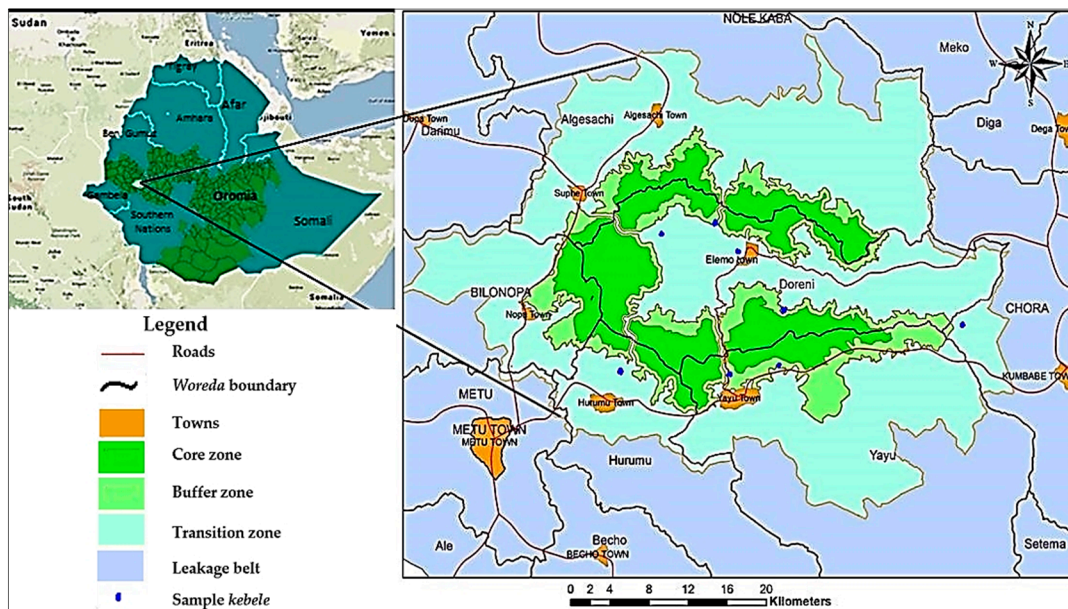 Sudan
Eritrea
Yemen
Tigray
Afar
Amhara
Djibouti
Oromia
Somali
Southern
Nations
South
Sudan
Somalia
Legend
Roads
Woreda boundary
Towns
Core zone
Buffer zone
Transition zone
Leakage belt
Sample kebele
NOLE KABA
Meko
N
W
E
S
Algesachi
Algesachi Town
Darimu
Diga
Dega Town
Suphe Town
Elemo town
Doreni
BILONOPA
Nopa Town
CHORA
KUMBABE TOWN
METU
Hurumu Town
Yayu Town
METU TOWN
METU TOWN
Hurumu
Yayu
Ale
Becho
BECHO TOWN
Setema
0 2 4 8 12 16 20
Kilometers